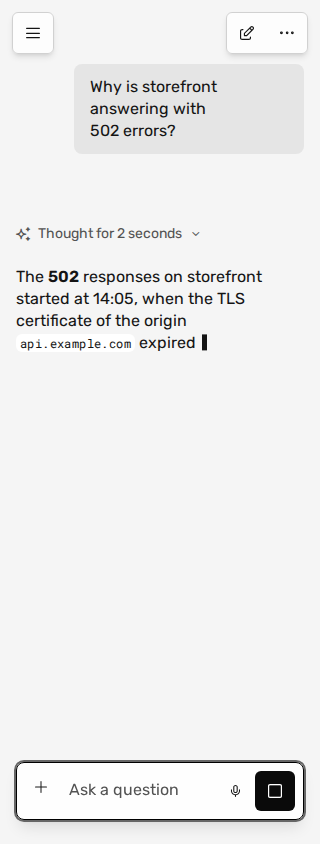 Why is storefront
answering with
502 errors?
Thought for 2 seconds
The 502 responses on storefront
started at 14:05, when the TLS
certificate of the origin
api.example.com expired
Ask a question